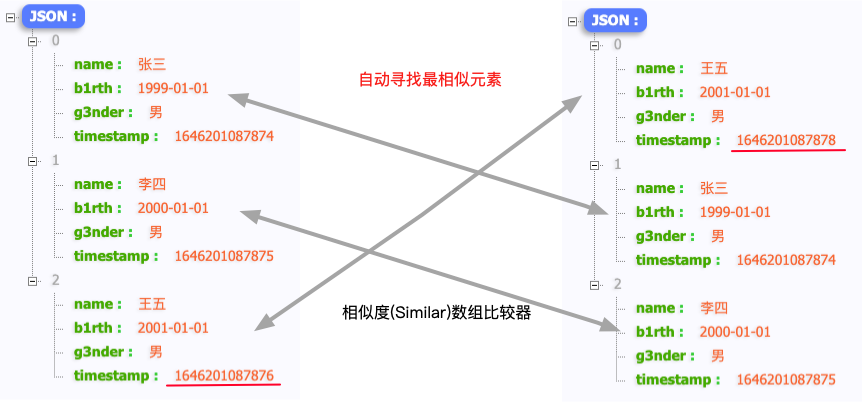 JSON :
0
name : 张三
b1rth : 1999-01-01
g3nder : 男
timestamp : 1646201087874
1
name : 李四
b1rth : 2000-01-01
g3nder : 男
timestamp : 1646201087875
2
name : 王五
b1rth : 2001-01-01
g3nder : 男
timestamp : 1646201087876
自动寻找最相似元素
相似度(Similar)数组比较器
JSON :
0
name : 王五
b1rth : 2001-01-01
g3nder : 男
timestamp : 1646201087878
1
name : 张三
b1rth : 1999-01-01
g3nder : 男
timestamp : 1646201087874
2
name : 李四
b1rth : 2000-01-01
g3nder : 男
timestamp : 1646201087875